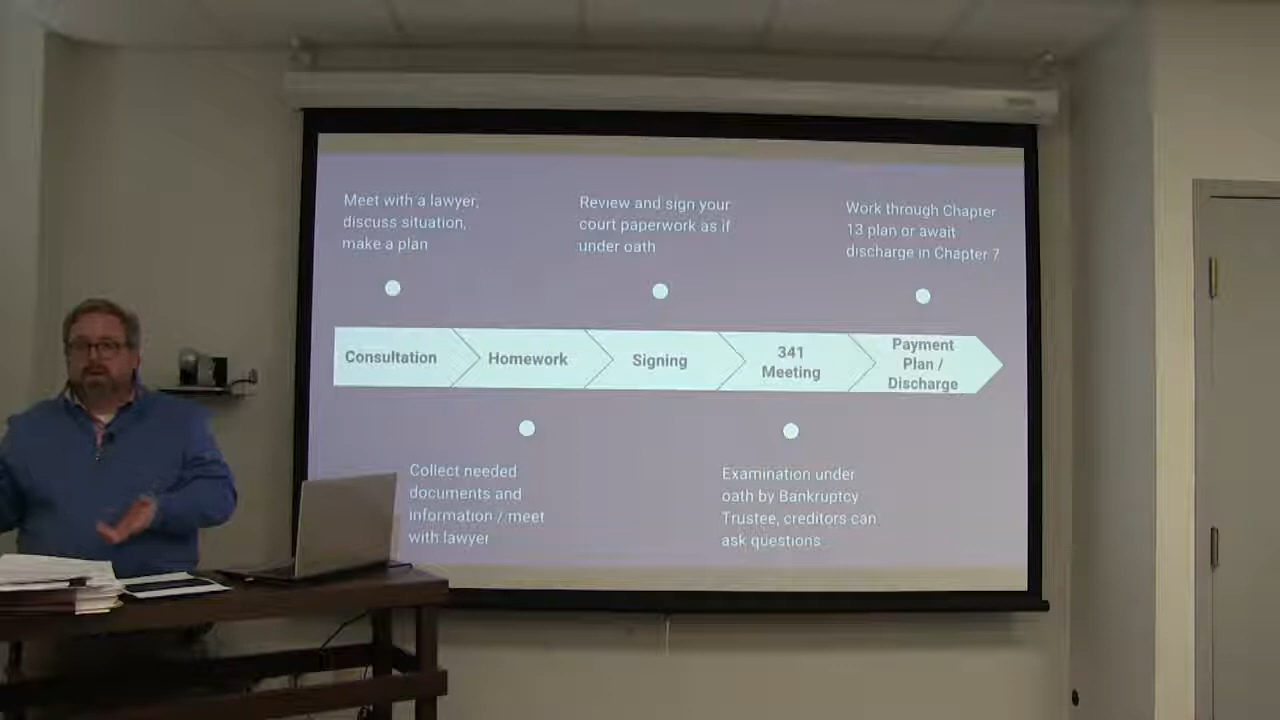 Meet with a lawyer,
discuss situation,
make a plan
Review and sign your
court paperwork as if
under oath
Work through Chapter
13 plan or await
discharge in Chapter 7
Consultation
Homework
Signing
341
Meeting
Payment
Plan /
Discharge
Collect needed
documents and
information / meet
with lawyer
Examination under
oath by Bankruptcy
Trustee, creditors can
ask questions